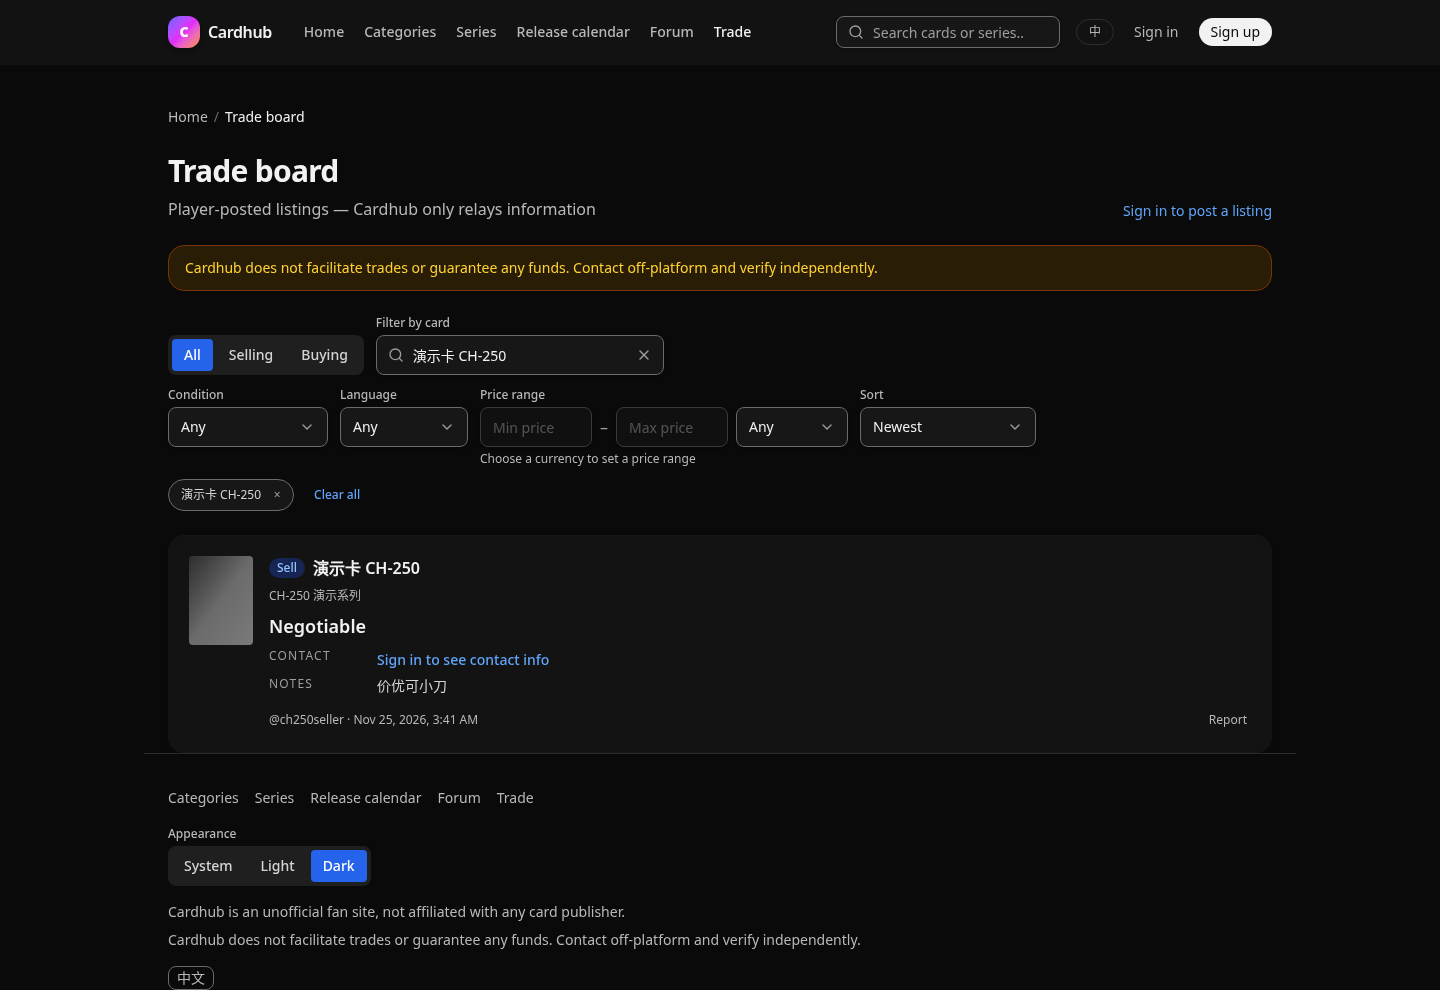 C Cardhub Home Categories Series Release calendar Forum Trade Search cards or series.. 中 Sign in Sign up
Home / Trade board
Trade board
Player-posted listings — Cardhub only relays information
Sign in to post a listing
Cardhub does not facilitate trades or guarantee any funds. Contact off-platform and verify independently.
Filter by card
All Selling Buying 演示卡 CH-250 ×
Condition Language Price range Sort
Any Any Min price – Max price Any Newest
Choose a currency to set a price range
演示卡 CH-250 × Clear all
Sell 演示卡 CH-250
CH-250 演示系列
Negotiable
CONTACT Sign in to see contact info
NOTES 价优可小刀
@ch250seller · Nov 25, 2026, 3:41 AM Report
Categories Series Release calendar Forum Trade
Appearance
System Light Dark
Cardhub is an unofficial fan site, not affiliated with any card publisher.
Cardhub does not facilitate trades or guarantee any funds. Contact off-platform and verify independently.
中文